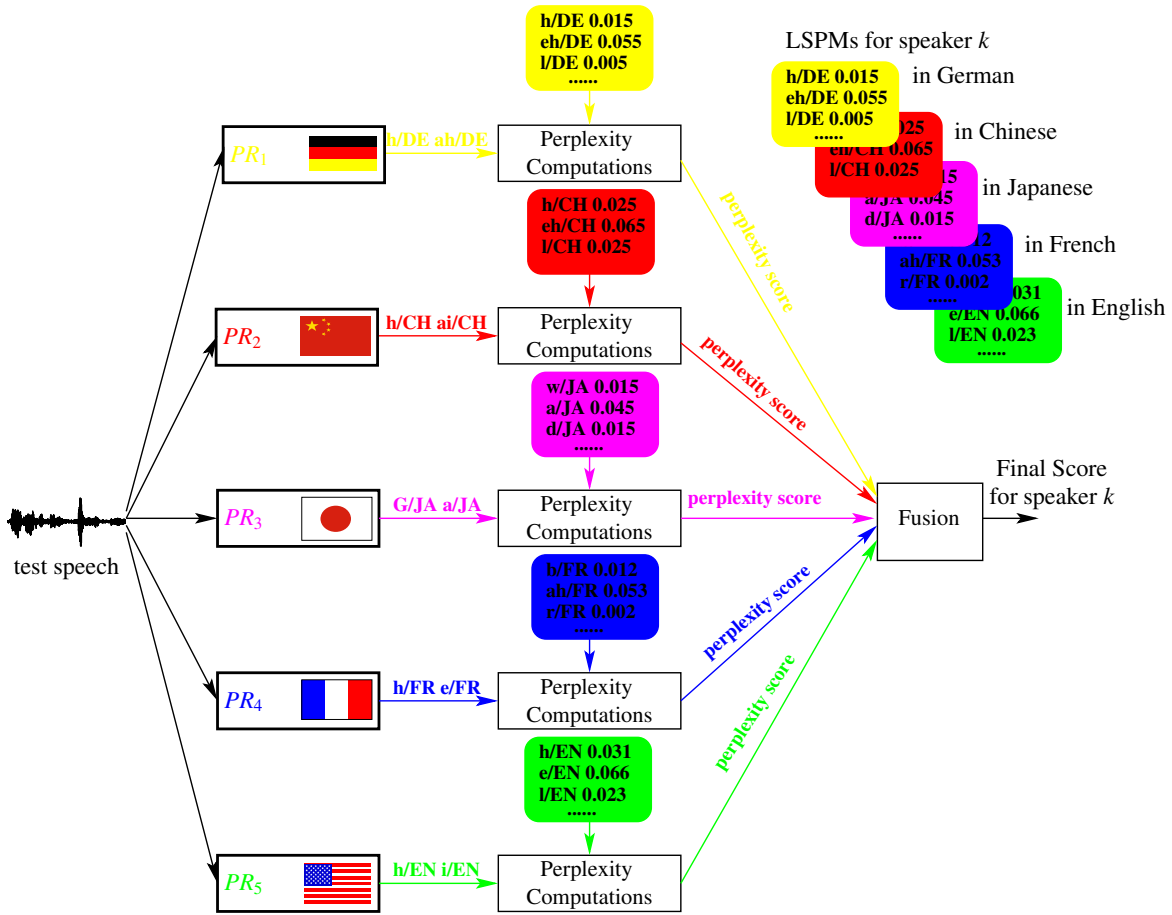 h/DE 0.015
eh/DE 0.055
l/DE 0.005
......
LSPMs for speaker k
h/DE 0.015
eh/DE 0.055
l/DE 0.005
......
in German
025
eh/CH 0.065
l/CH 0.025
in Chinese
15
a/JA 0.045
d/JA 0.015
......
in Japanese
12
ah/FR 0.053
r/FR 0.002
......
in French
031
e/EN 0.066
l/EN 0.023
......
in English
PR1
h/DE ah/DE
Perplexity
Computations
perplexity score
h/CH 0.025
eh/CH 0.065
l/CH 0.025
PR2
h/CH ai/CH
Perplexity
Computations
perplexity score
w/JA 0.015
a/JA 0.045
d/JA 0.015
......
test speech
PR3
G/JA a/JA
Perplexity
Computations
perplexity score
Fusion
Final Score
for speaker k
h/FR 0.012
ah/FR 0.053
r/FR 0.002
......
PR4
h/FR e/FR
Perplexity
Computations
perplexity score
h/EN 0.031
e/EN 0.066
l/EN 0.023
......
PR5
h/EN i/EN
Perplexity
Computations
perplexity score